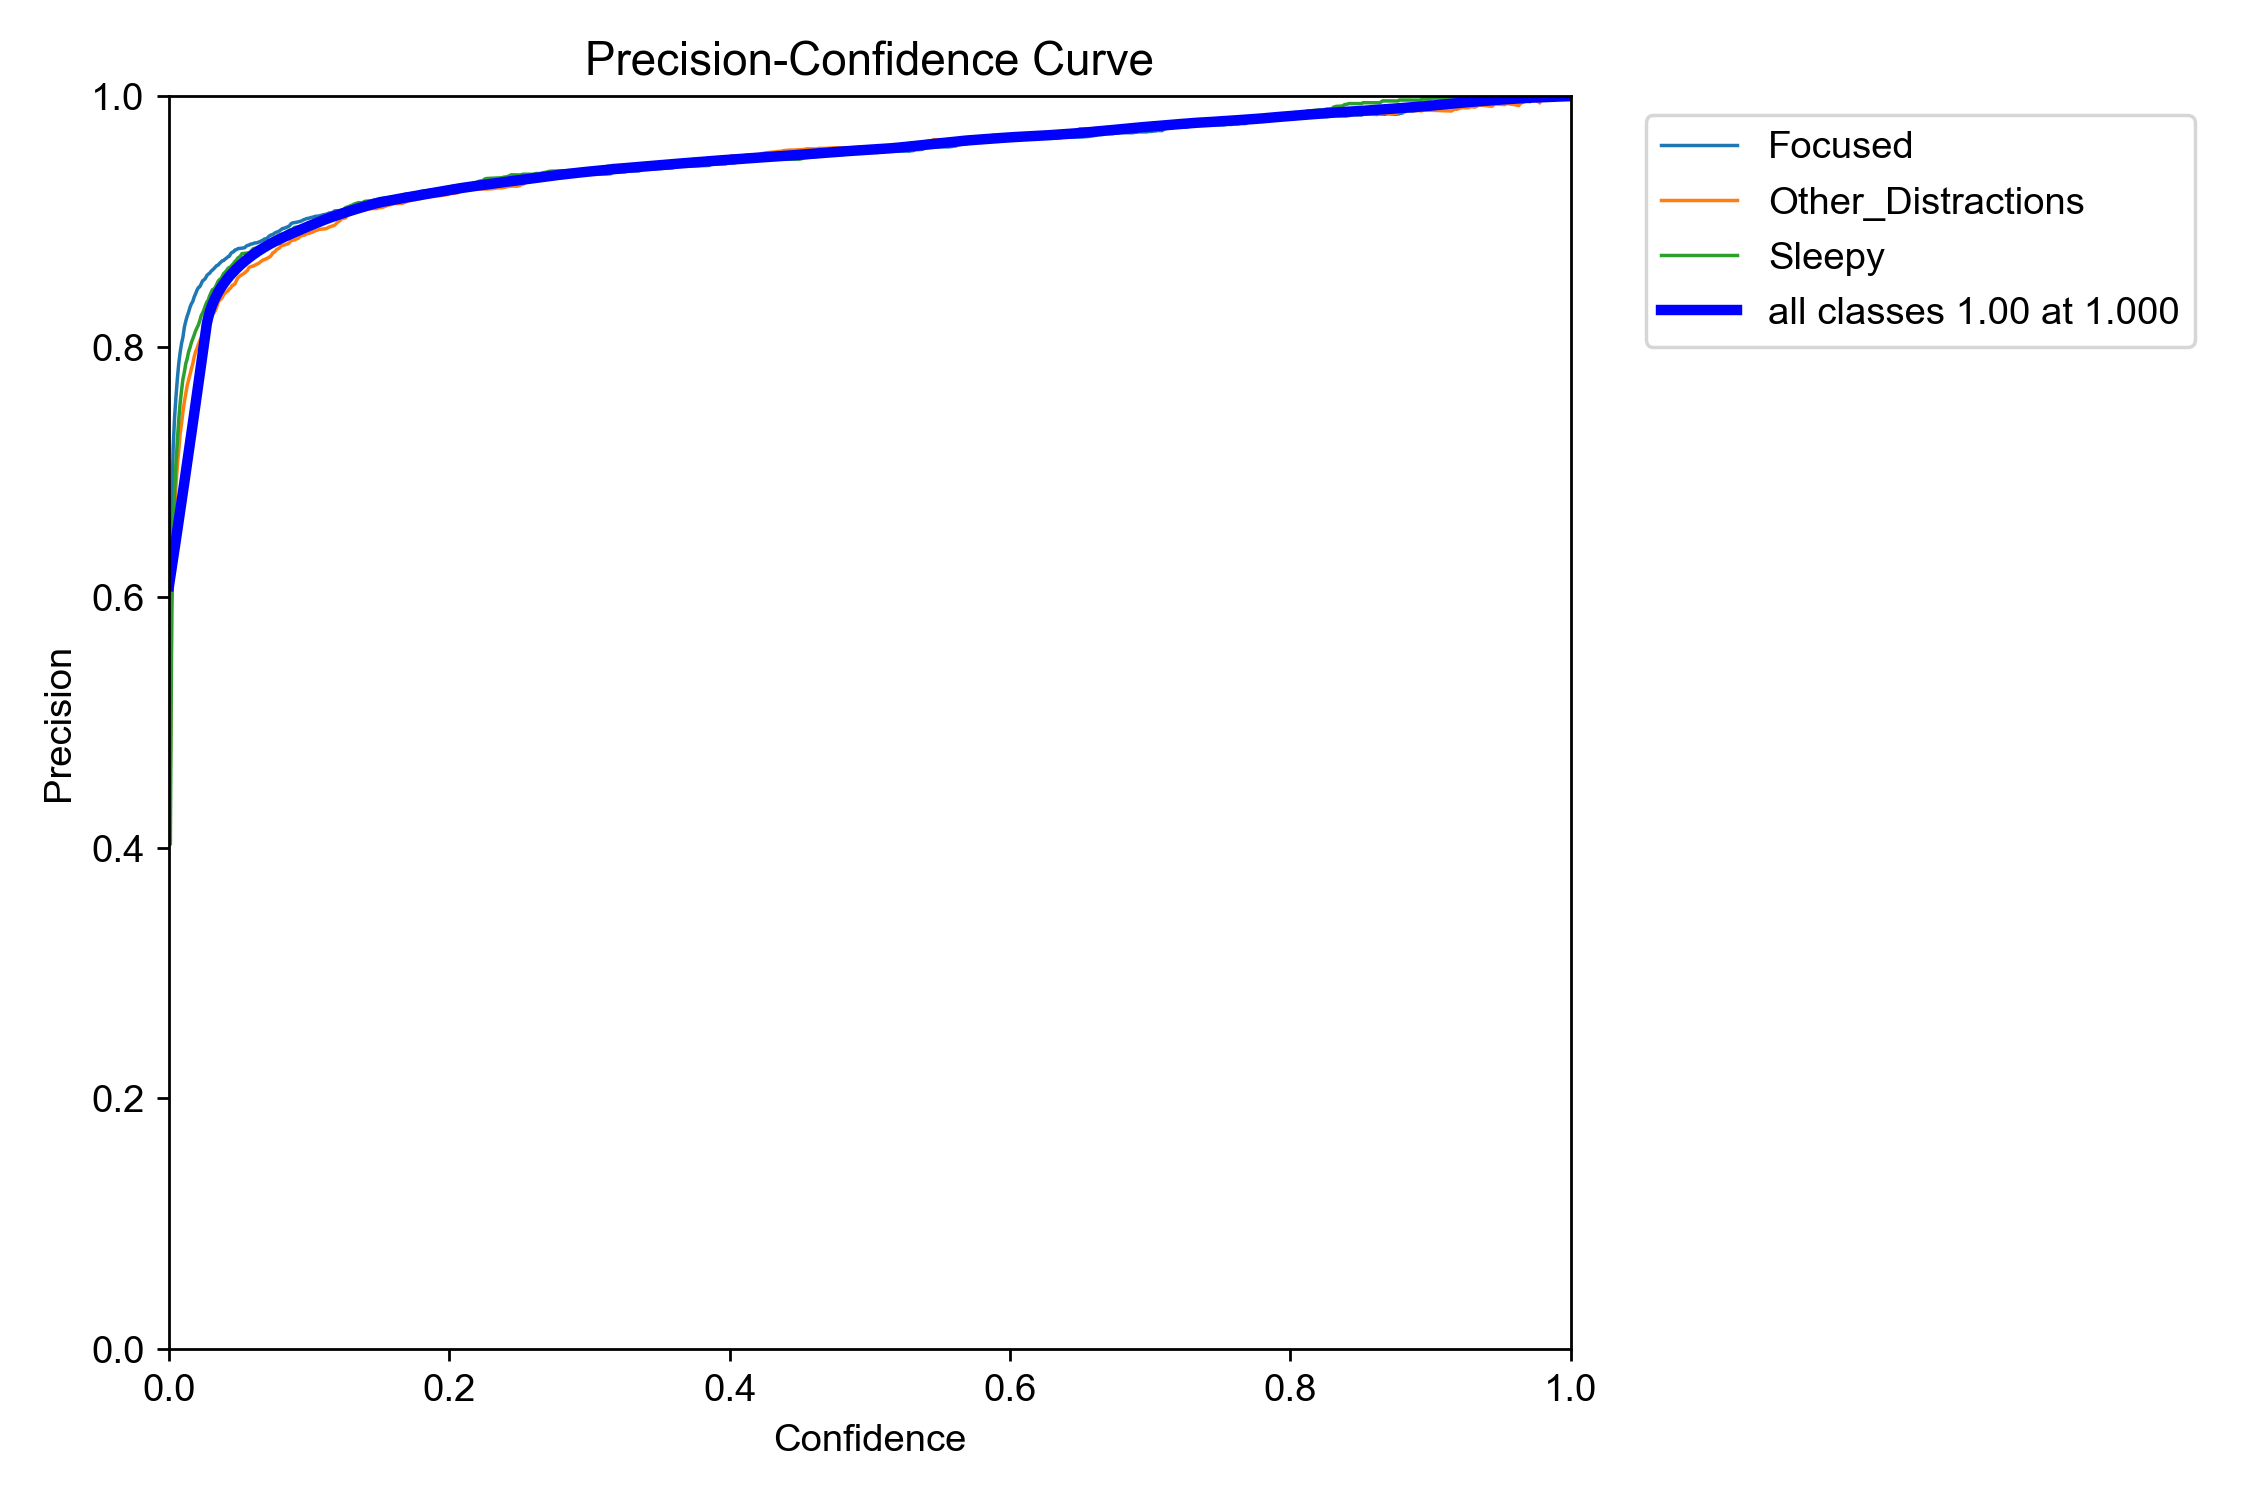 Precision-Confidence Curve
1.0
0.8
0.6
0.4
0.2
0.0
Precision
0.0 0.2 0.4 0.6 0.8 1.0
Confidence
Focused
Other_Distractions
Sleepy
all classes 1.00 at 1.000